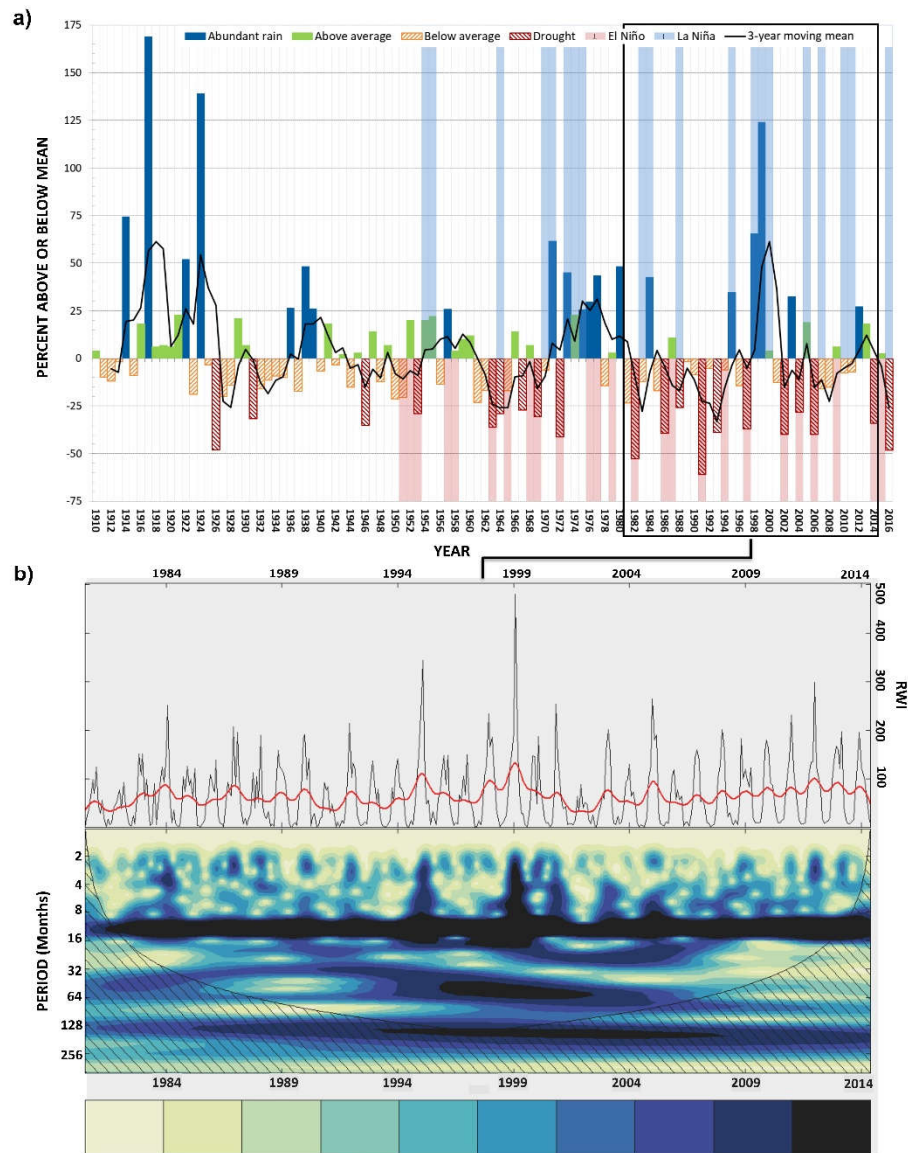 a)
175
150
125
100
75
50
25
0
-25
-50
-75
PERCENT ABOVE OR BELOW MEAN
Abundant rain Above average Below average Drought El Niño La Niña 3-year moving mean
1910 1912 1914 1916 1918 1920 1922 1924 1926 1928 1930 1932 1934 1936 1938 1940 1942 1944 1946 1948 1950 1952 1954 1956 1958 1960 1962 1964 1966 1968 1970 1972 1974 1976 1978 1980 1982 1984 1986 1988 1990 1992 1994 1996 1998 2000 2002 2004 2006 2008 2010 2012 2014 2016
YEAR
b)
1984 1989 1994 1999 2004 2009 2014
500
400
300
200
100
RWI
2
4
8
16
32
64
128
256
PERIOD (Months)
1984 1989 1994 1999 2004 2009 2014